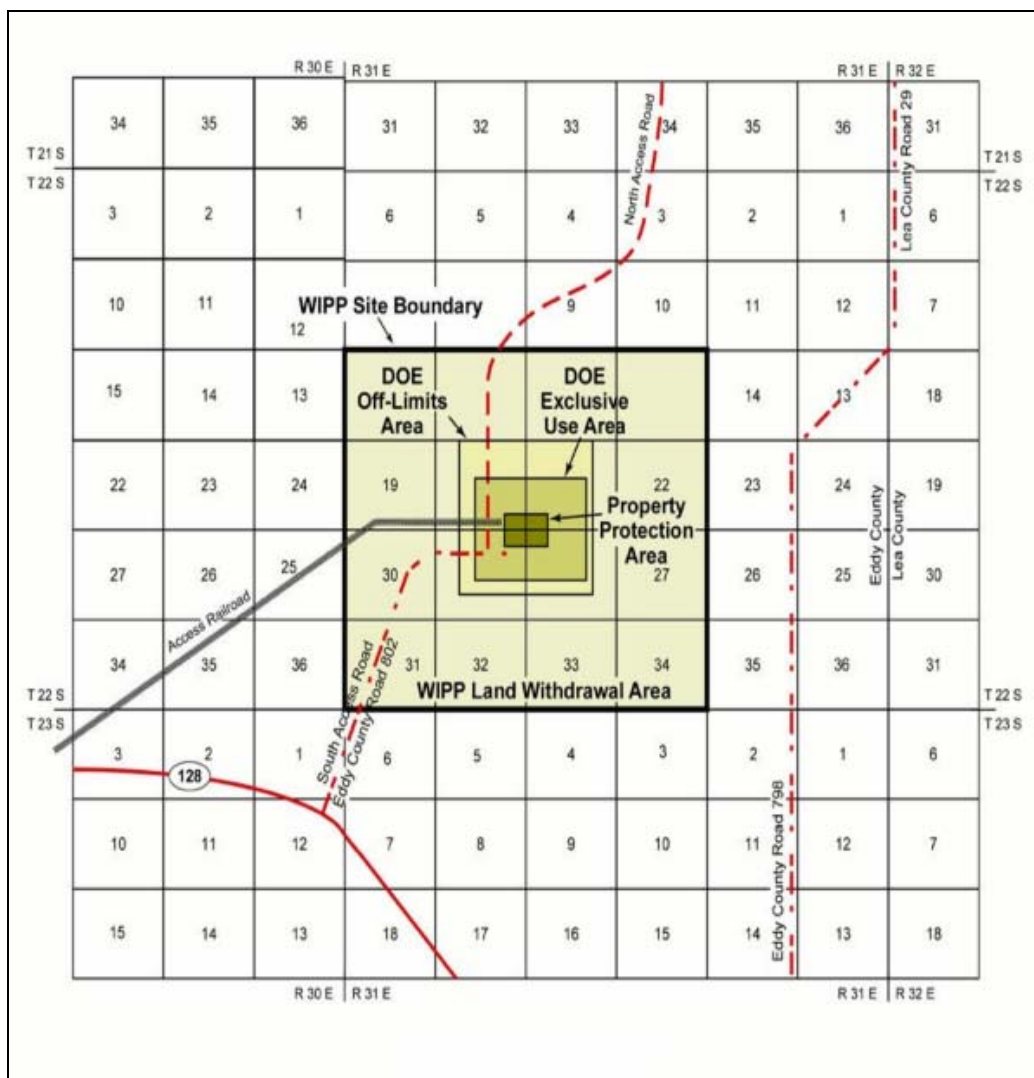 R 30 E R 31 E R 31 E R 32 E
34 35 36 31 32 33 34 35 36 31
North Access Road
Lea County Road 29
T 21 S T 21 S
T 22 S T 22 S
3 2 1 6 5 4 3 2 1 6
10 11 12 9 10 11 12 7
WIPP Site Boundary
DOE
Off-Limits
Area
DOE
Exclusive
Use Area
15 14 13 14 13 18
22 23 24 19 22 23 24 19
Property
Protection
Area
Eddy County
Lea County
27 26 25 30 27 26 25 30
Access Railroad
34 35 36 31 32 33 34 35 36 31
South Access Road
Eddy County Road 802
WIPP Land Withdrawal Area
T 22 S T 22 S
T 23 S T 23 S
3 2 1 6 5 4 3 2 1 6
128
Eddy County Road 798
10 11 12 7 8 9 10 11 12 7
15 14 13 18 17 16 15 14 13 18
R 30 E R 31 E R 31 E R 32 E